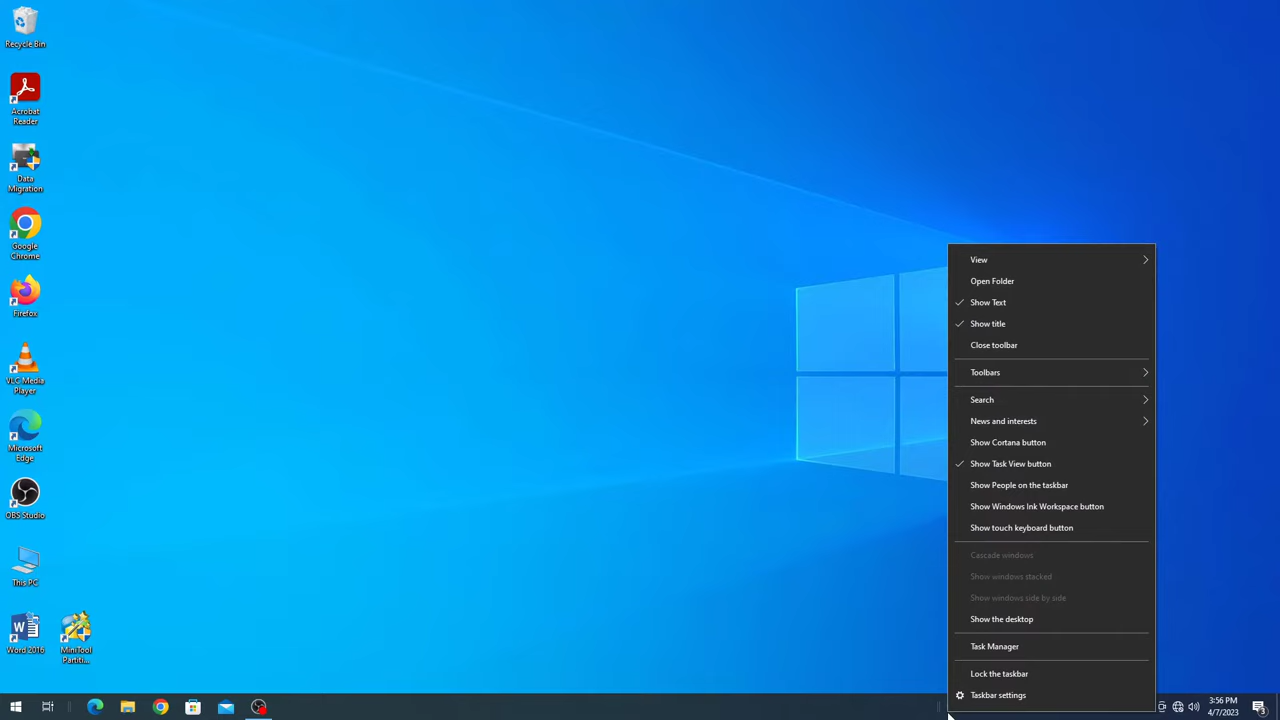 Recycle Bin
Acrobat
Reader
Data
Migration
Google
Chrome
Firefox
VLC Media
Player
Microsoft
Edge
OBS Studio
This PC
Word 2016
MiniTool
Partiti...
View
Open Folder
Show Text
Show title
Close toolbar
Toolbars
Search
News and interests
Show Cortana button
Show Task View button
Show People on the taskbar
Show Windows Ink Workspace button
Show touch keyboard button
Cascade windows
Show windows stacked
Show windows side by side
Show the desktop
Task Manager
Lock the taskbar
Taskbar settings
3:56 PM
4/7/2023
3